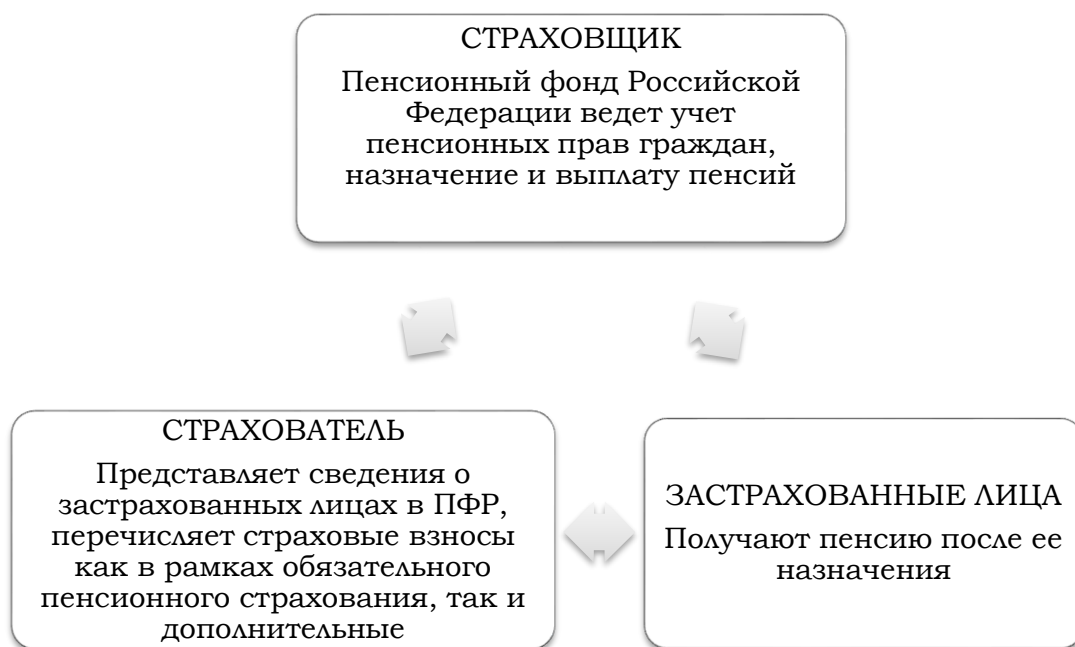 СТРАХОВЩИК
Пенсионный фонд Российской
Федерации ведет учет
пенсионных прав граждан,
назначение и выплату пенсий
СТРАХОВАТЕЛЬ
Представляет сведения о
застрахованных лицах в ПФР,
перечисляет страховые взносы
как в рамках обязательного
пенсионного страхования, так и
дополнительные
ЗАСТРАХОВАННЫЕ ЛИЦА
Получают пенсию после ее
назначения